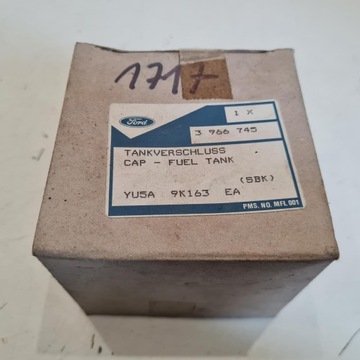 1717
Ford
1 X
3 966 745
TANKVERSCHLUSS
CAP - FUEL TANK
(SBK)
YU5A 9K163 EA
PMS. NO. MFL 001